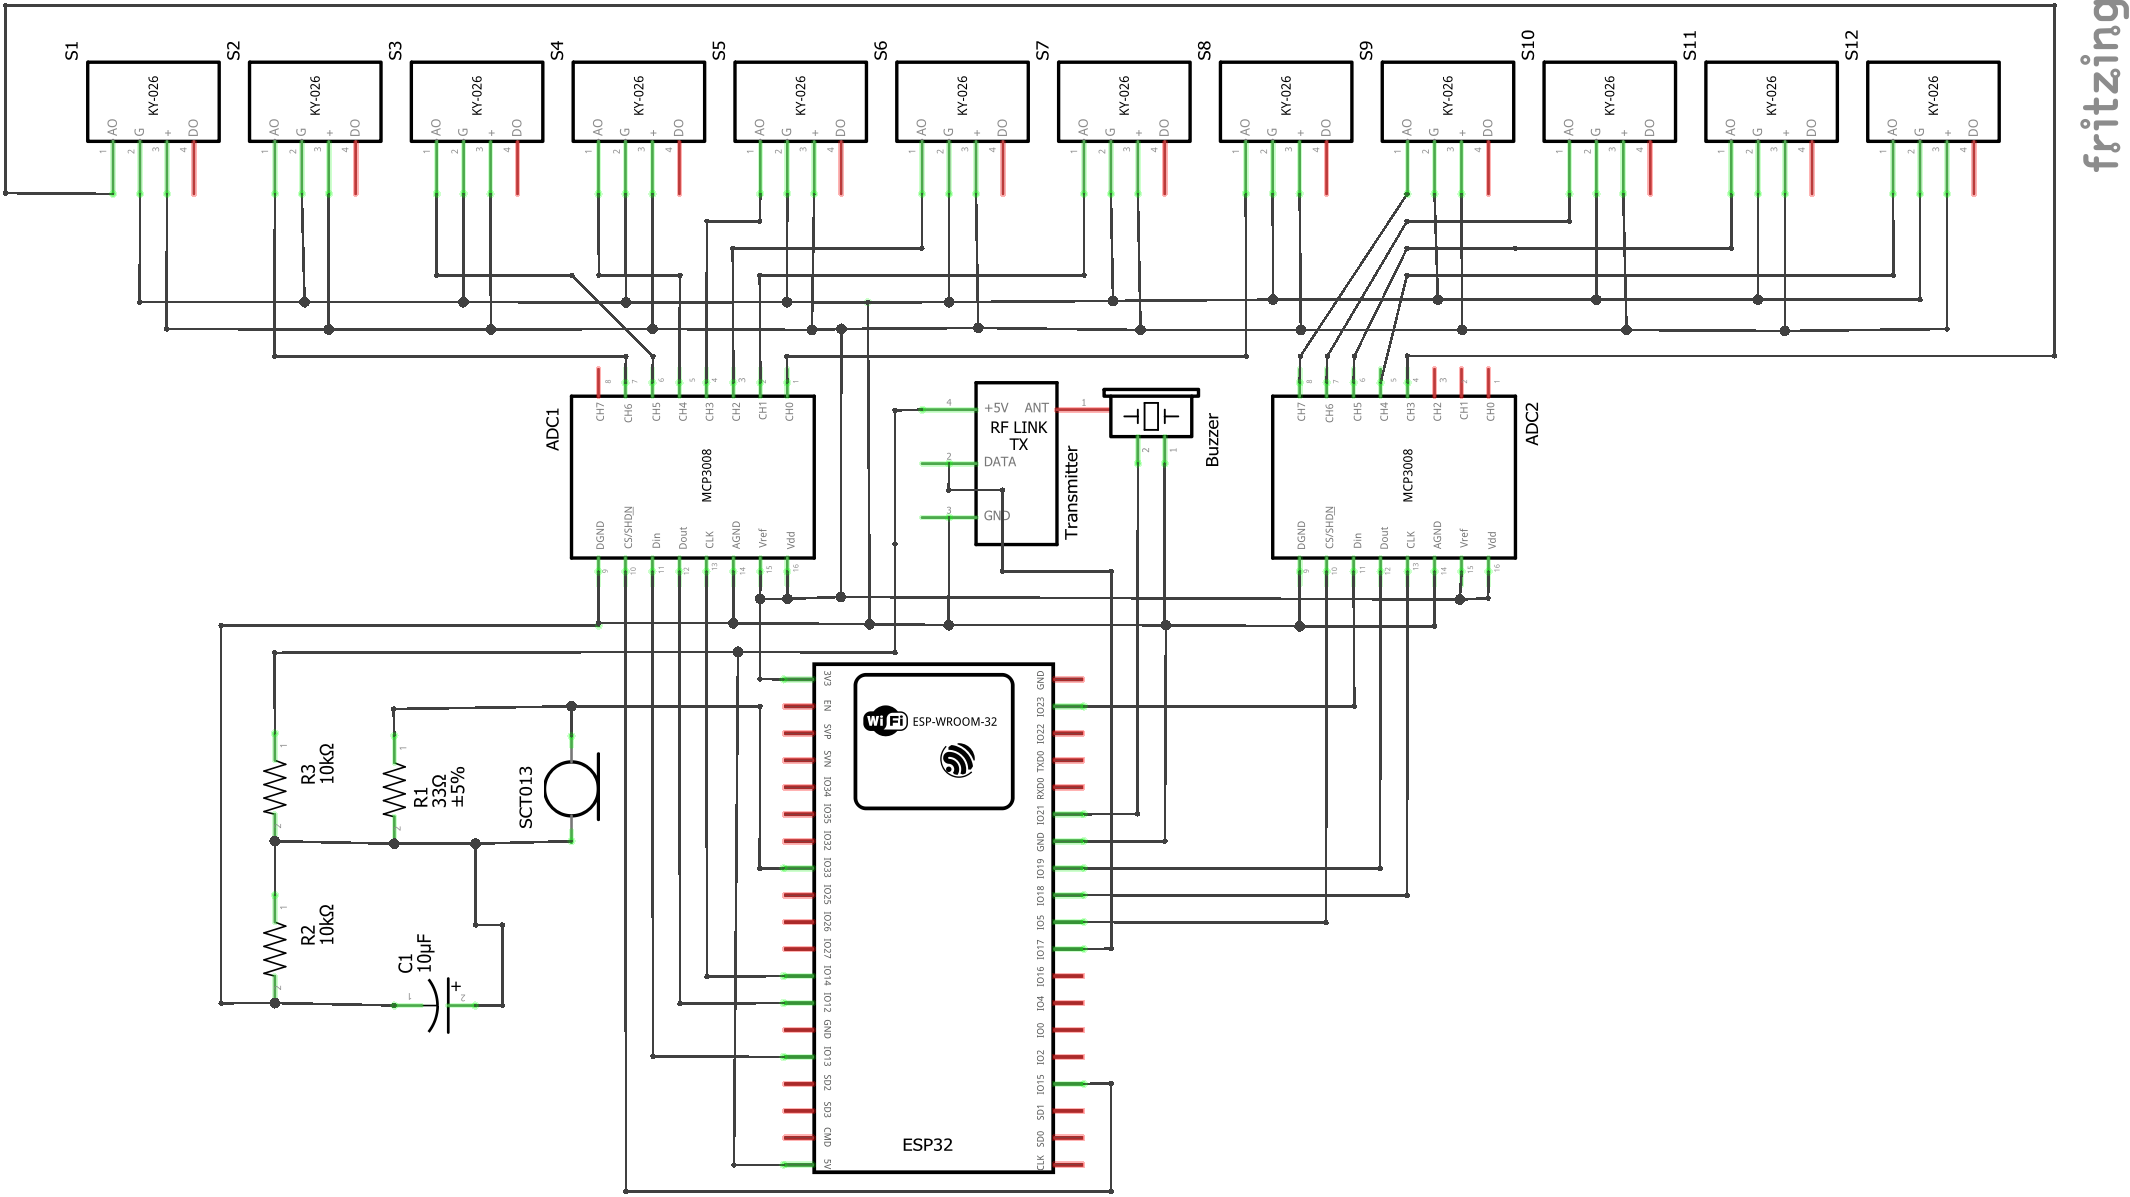 fritzing
S1
S2
S3
S4
S5
S6
S7
S8
S9
S10
S11
S12
KY-026
KY-026
KY-026
KY-026
KY-026
KY-026
KY-026
KY-026
KY-026
KY-026
KY-026
KY-026
AO G + DO
AO G + DO
AO G + DO
AO G + DO
AO G + DO
AO G + DO
AO G + DO
AO G + DO
AO G + DO
AO G + DO
AO G + DO
AO G + DO
1 2 3 4
1 2 3 4
1 2 3 4
1 2 3 4
1 2 3 4
1 2 3 4
1 2 3 4
1 2 3 4
1 2 3 4
1 2 3 4
1 2 3 4
1 2 3 4
ADC1
8 7 6 5 4 3 2 1
CH7 CH6 CH5 CH4 CH3 CH2 CH1 CH0
MCP3008
DGND CS/SHDN Din Dout CLK AGND Vref Vdd
9 10 11 12 13 14 15 16
4 +5V ANT 1
RF LINK
TX
2 DATA
3 GND
Transmitter
Buzzer
2 1
ADC2
8 7 6 5 4 3 2 1
CH7 CH6 CH5 CH4 CH3 CH2 CH1 CH0
MCP3008
DGND CS/SHDN Din Dout CLK AGND Vref Vdd
9 10 11 12 13 14 15 16
R3
10kΩ
1
2
R1
33Ω
±5%
1
2
SCT013
R2
10kΩ
1
2
C1
10µF
1 + 2
WiFi ESP-WROOM-32
ESP32
3V3
EN
SVP
SVN
IO34
IO35
IO32
IO33
IO25
IO26
IO27
IO14
IO12
GND
IO13
SD2
SD3
CMD
5V
GND
IO23
IO22
TXD0
RXD0
IO21
GND
IO19
IO18
IO5
IO17
IO16
IO4
IO0
IO2
IO15
SD1
SD0
CLK